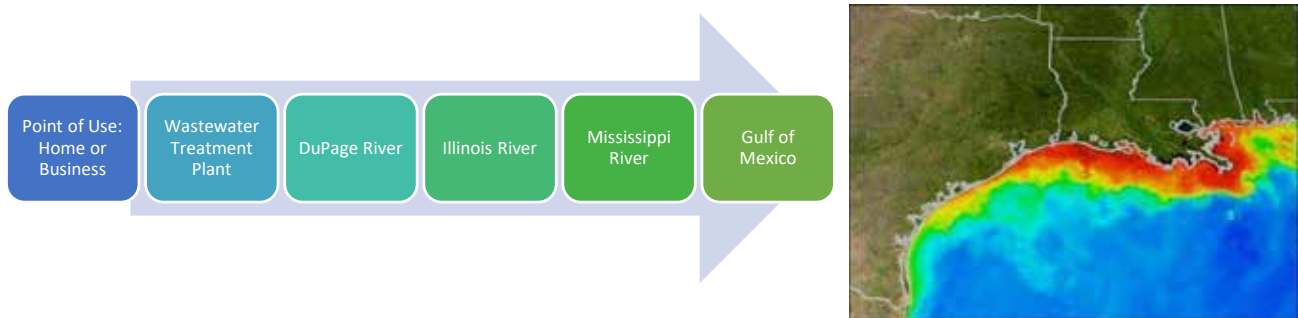 Point of Use:
Home or
Business
Wastewater
Treatment
Plant
DuPage River
Illinois River
Mississippi
River
Gulf of
Mexico